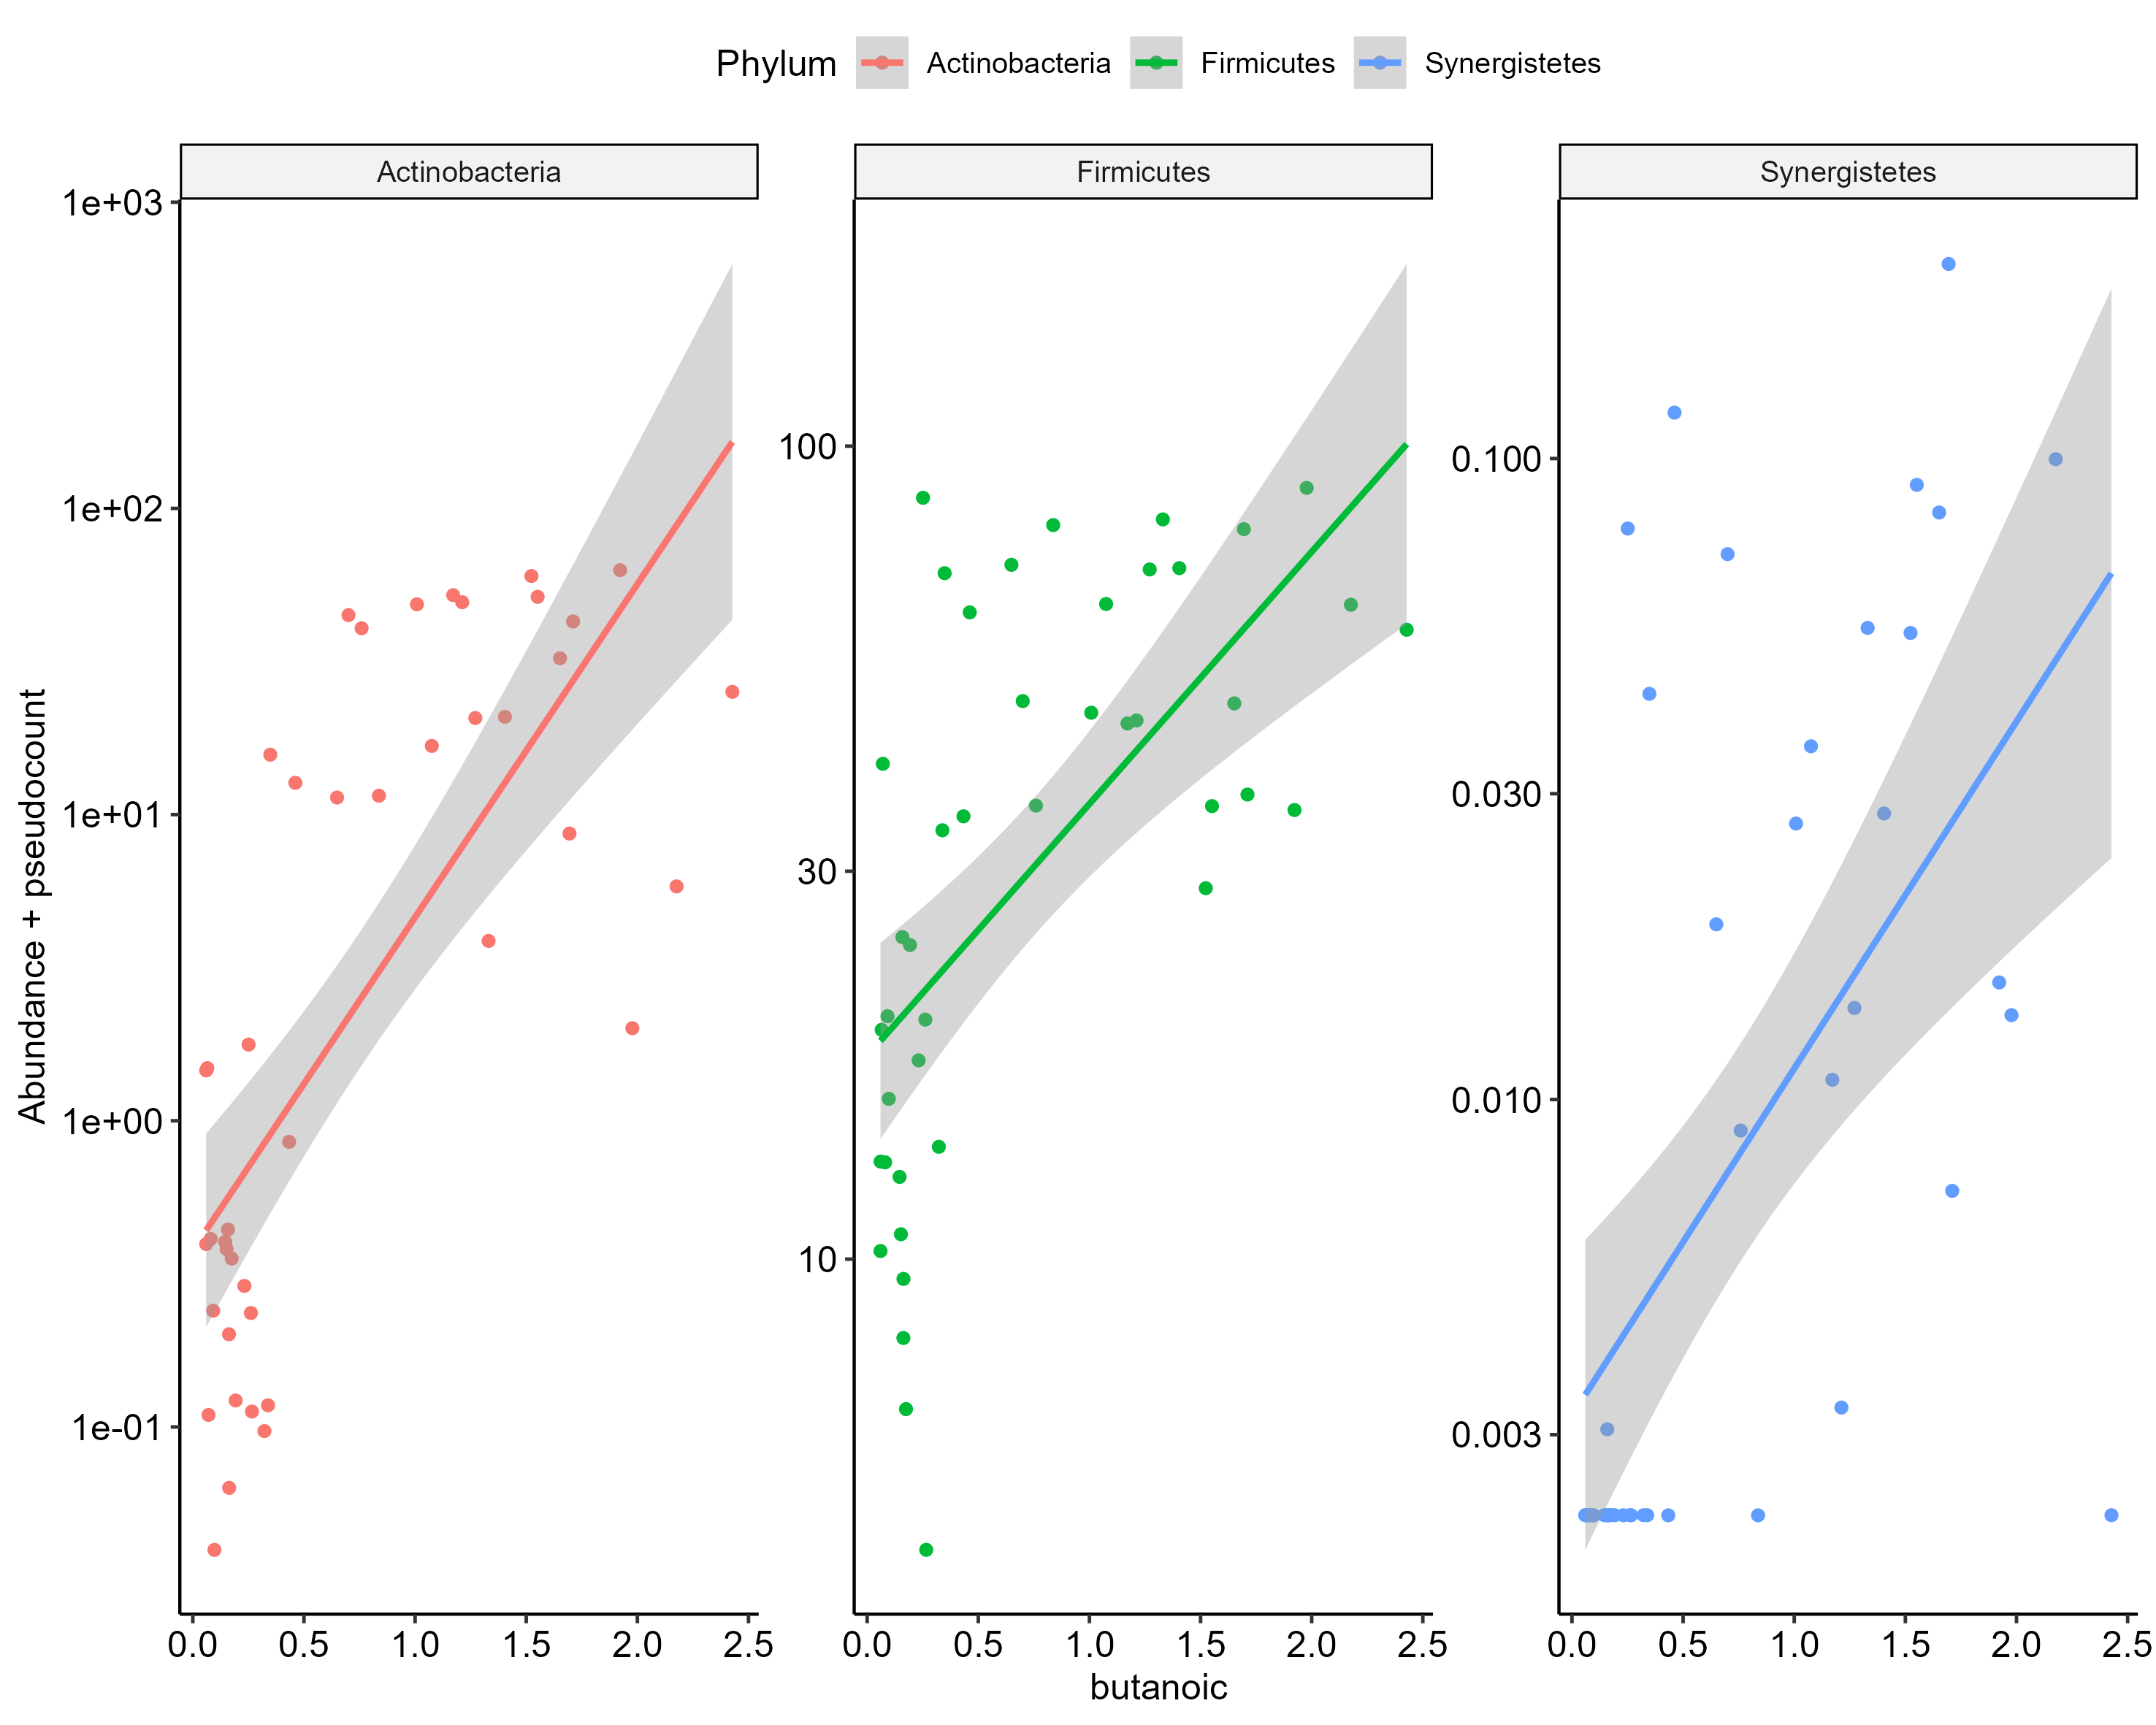 Phylum Actinobacteria Firmicutes Synergistetes
Actinobacteria Firmicutes Synergistetes
Abundance + pseudocount
1e+03
1e+02
1e+01
1e+00
1e-01
100
30
10
0.100
0.030
0.010
0.003
0.0 0.5 1.0 1.5 2.0 2.5
0.0 0.5 1.0 1.5 2.0 2.5
0.0 0.5 1.0 1.5 2.0 2.5
butanoic